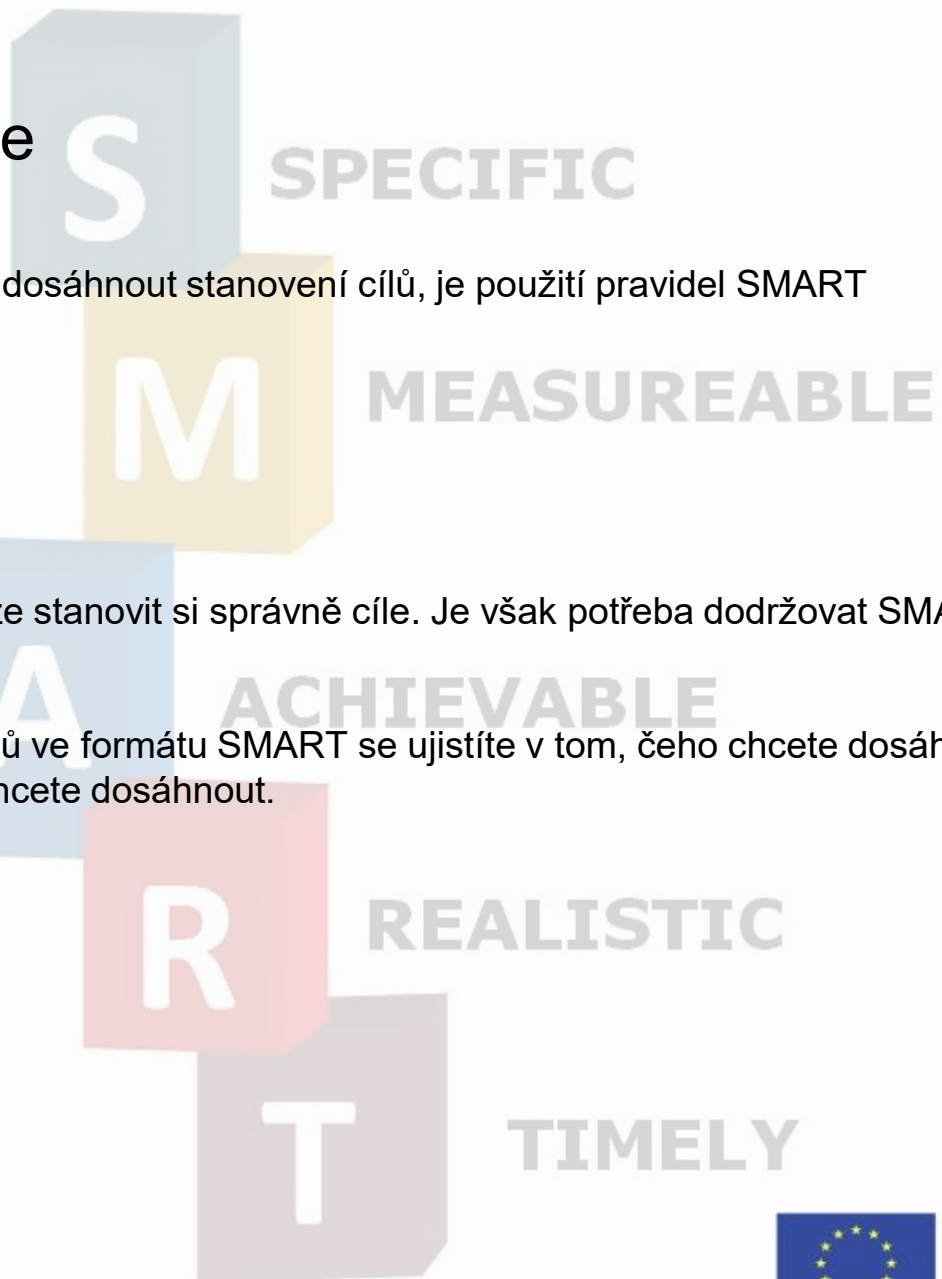 e
S
SPECIFIC
dosáhnout stanovení cílů, je použití pravidel SMART
M
MEASUREABLE
ze stanovit si správně cíle. Je však potřeba dodržovat SMA
A
ACHIEVABLE
ů ve formátu SMART se ujistíte v tom, čeho chcete dosáh
hcete dosáhnout.
R
REALISTIC
T
TIMELY